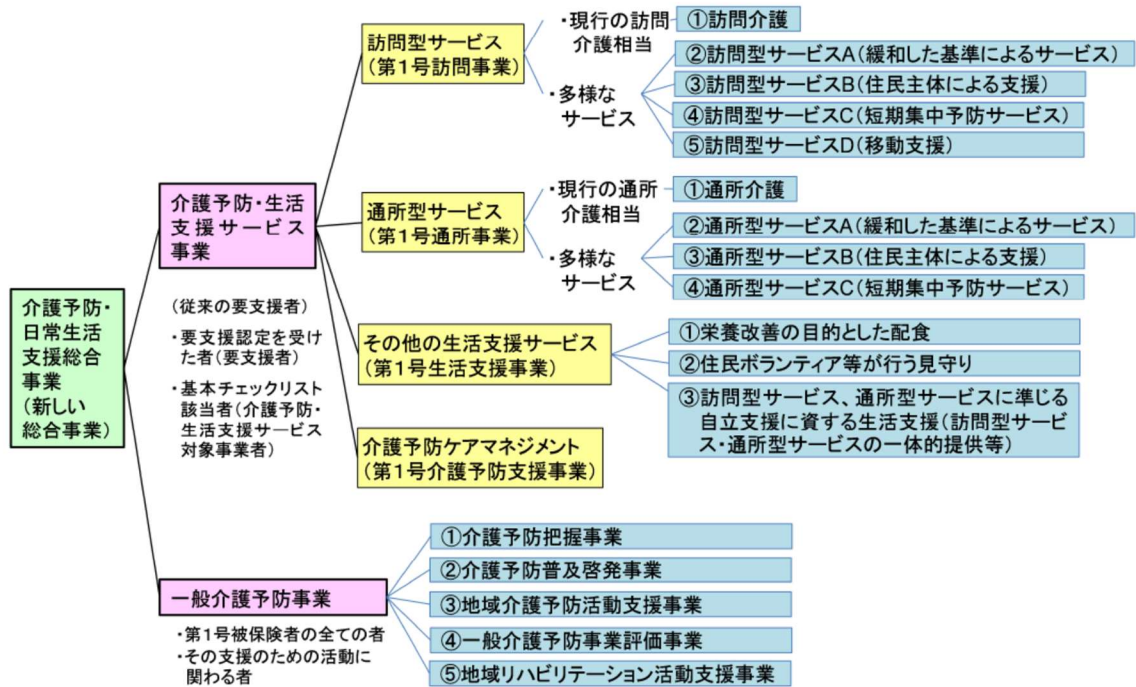 介護予防・
日常生活
支援総合
事業
(新しい
総合事業)
介護予防・生活
支援サービス
事業
(従来の要支援者)
・要支援認定を受け
た者(要支援者)
・基本チェックリスト
該当者(介護予防・
生活支援サービス
対象事業者)
訪問型サービス
(第1号訪問事業)
・現行の訪問
介護相当
①訪問介護
・多様な
サービス
②訪問型サービスA(緩和した基準によるサービス)
③訪問型サービスB(住民主体による支援)
④訪問型サービスC(短期集中予防サービス)
⑤訪問型サービスD(移動支援)
通所型サービス
(第1号通所事業)
・現行の通所
介護相当
①通所介護
・多様な
サービス
②通所型サービスA(緩和した基準によるサービス)
③通所型サービスB(住民主体による支援)
④通所型サービスC(短期集中予防サービス)
その他の生活支援サービス
(第1号生活支援事業)
①栄養改善の目的とした配食
②住民ボランティア等が行う見守り
③訪問型サービス、通所型サービスに準じる
自立支援に資する生活支援(訪問型サービ
ス・通所型サービスの一体的提供等)
介護予防ケアマネジメント
(第1号介護予防支援事業)
一般介護予防事業
・第1号被保険者の全ての者
・その支援のための活動に
関わる者
①介護予防把握事業
②介護予防普及啓発事業
③地域介護予防活動支援事業
④一般介護予防事業評価事業
⑤地域リハビリテーション活動支援事業